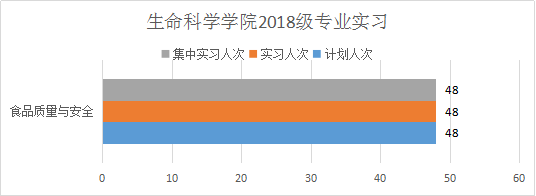 生命科学学院2018级专业实习
集中实习人次 实习人次 计划人次
48
食品质量与安全 48
48
0 10 20 30 40 50 60